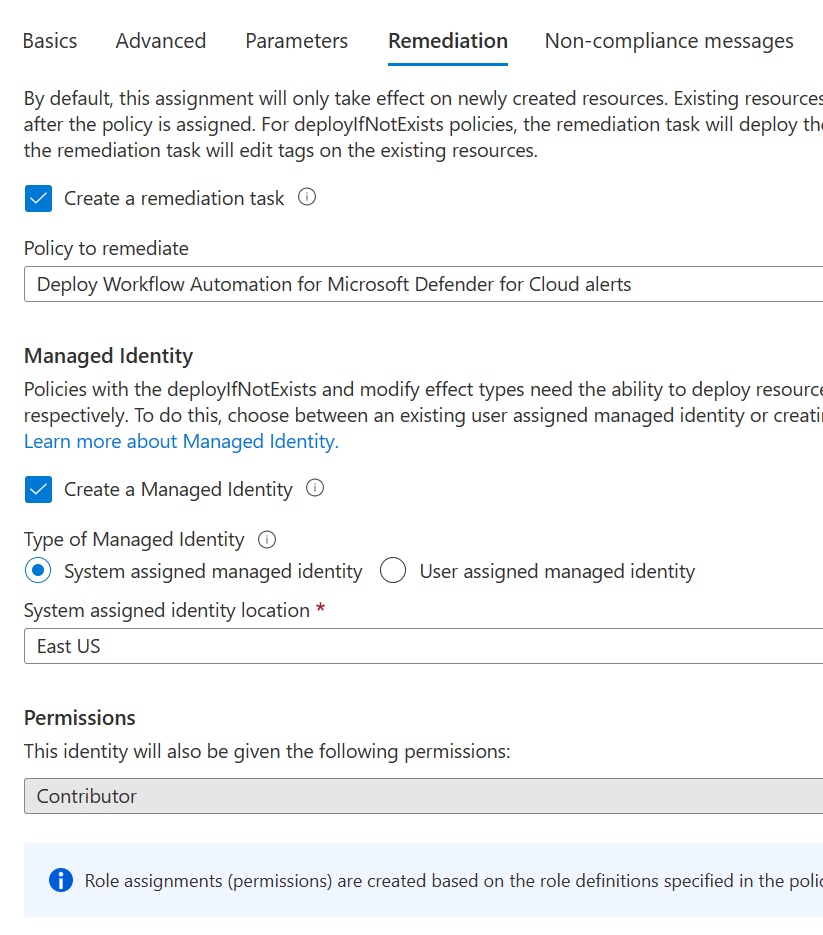 Basics Advanced Parameters Remediation Non-compliance messages
By default, this assignment will only take effect on newly created resources. Existing resources
after the policy is assigned. For deployIfNotExists policies, the remediation task will deploy the
the remediation task will edit tags on the existing resources.
Create a remediation task
Policy to remediate
Deploy Workflow Automation for Microsoft Defender for Cloud alerts
Managed Identity
Policies with the deployIfNotExists and modify effect types need the ability to deploy
respectively. To do this, choose between an existing user assigned managed identity or
Learn more about Managed Identity.
Create a Managed Identity
Type of Managed Identity
System assigned managed identity User assigned managed identity
System assigned identity location *
East US
Permissions
This identity will also be given the following permissions:
Contributor
Role assignments (permissions) are created based on the role definitions specified in the